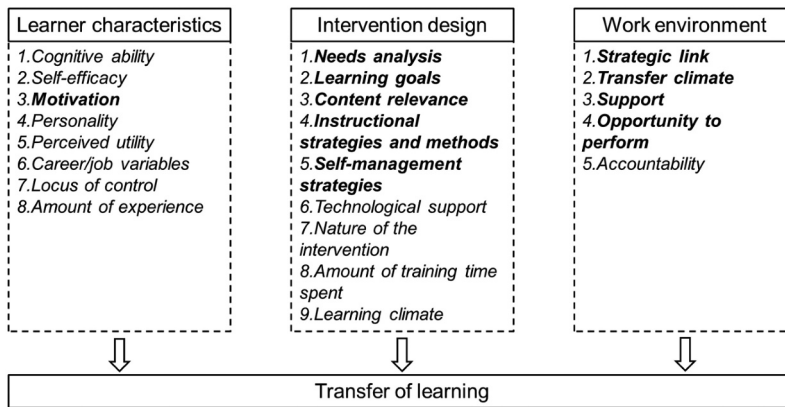 Learner characteristics
1.Cognitive ability
2.Self-efficacy
3.Motivation
4.Personality
5.Perceived utility
6.Career/job variables
7.Locus of control
8.Amount of experience
Intervention design
1.Needs analysis
2.Learning goals
3.Content relevance
4.Instructional
strategies and methods
5.Self-management
strategies
6.Technological support
7.Nature of the
intervention
8.Amount of training time
spent
9.Learning climate
Work environment
1.Strategic link
2.Transfer climate
3.Support
4.Opportunity to
perform
5.Accountability
Transfer of learning